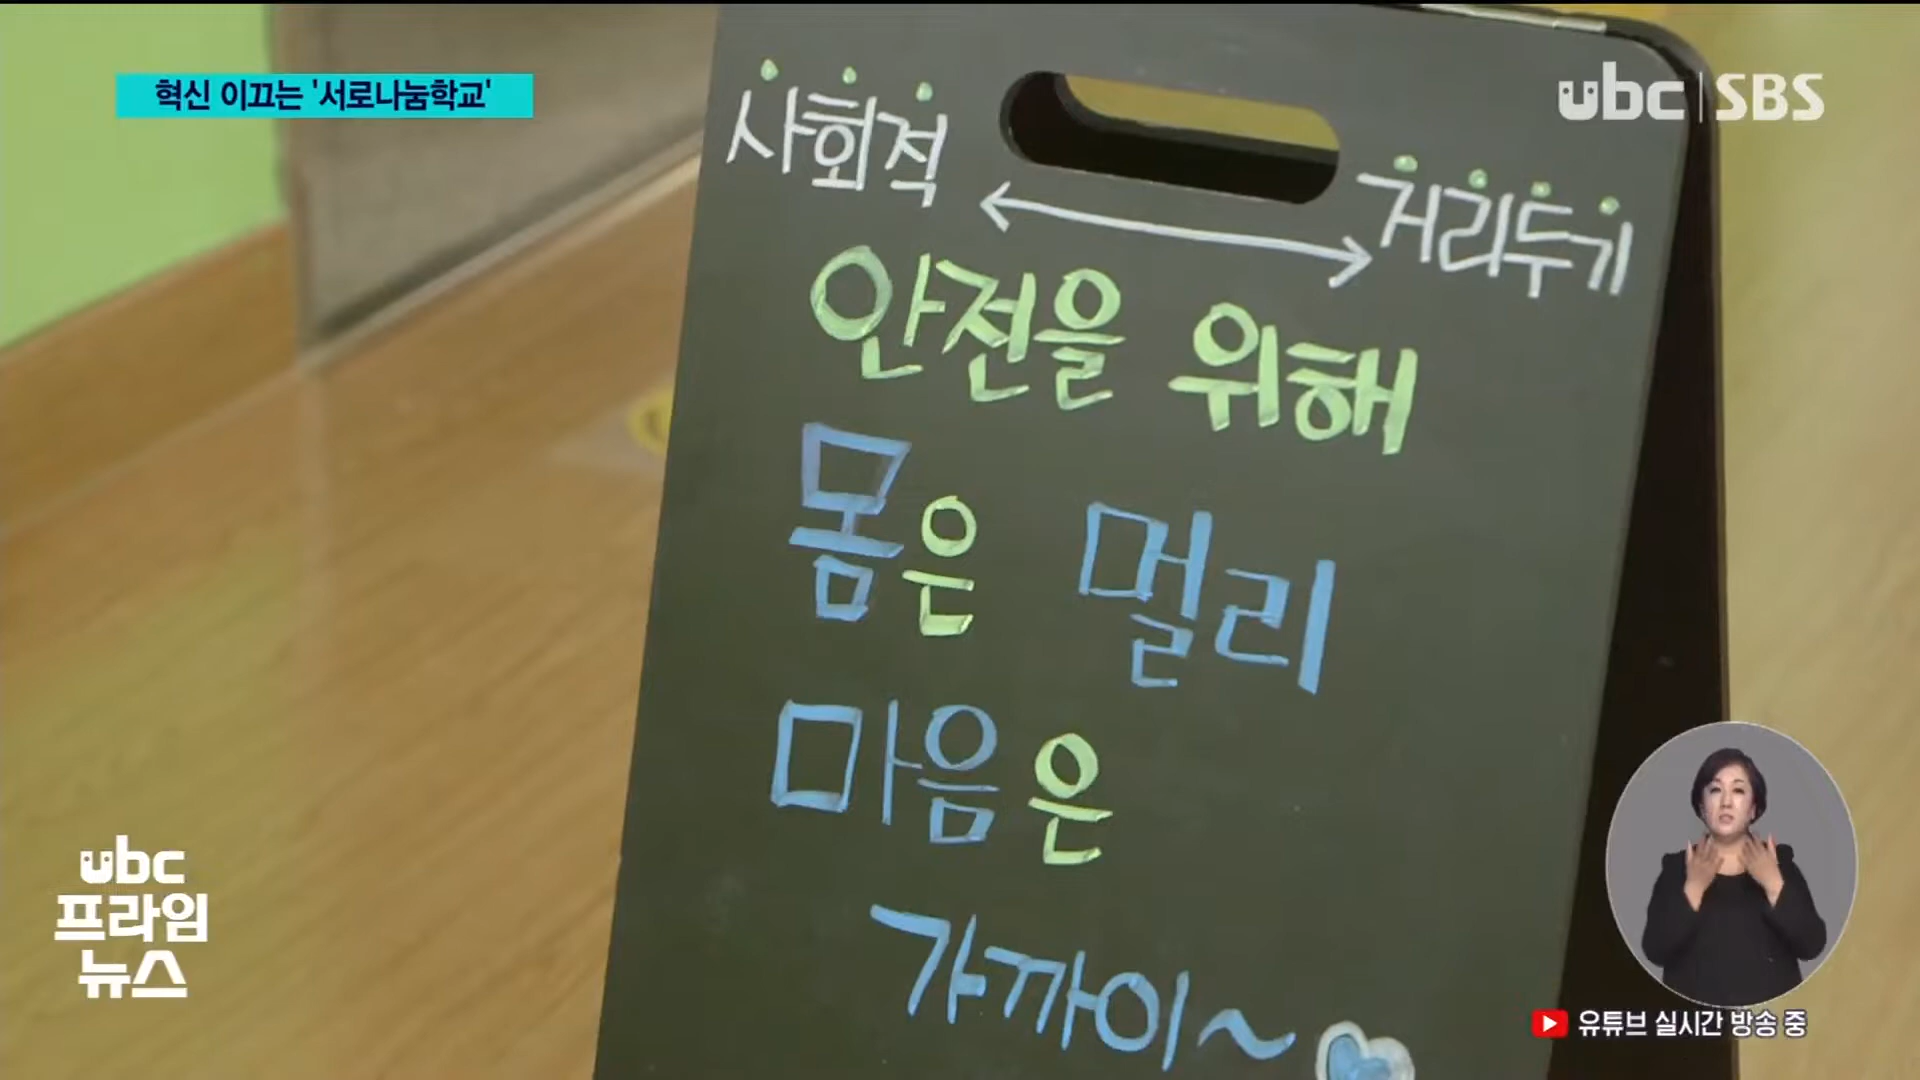 혁신 이끄는 '서로나눔학교'
ubc SBS
사회적 거리두기
안전을 위해
몸은 멀리
마음은
가까이~
ubc
프라임
뉴스
유튜브 실시간 방송 중